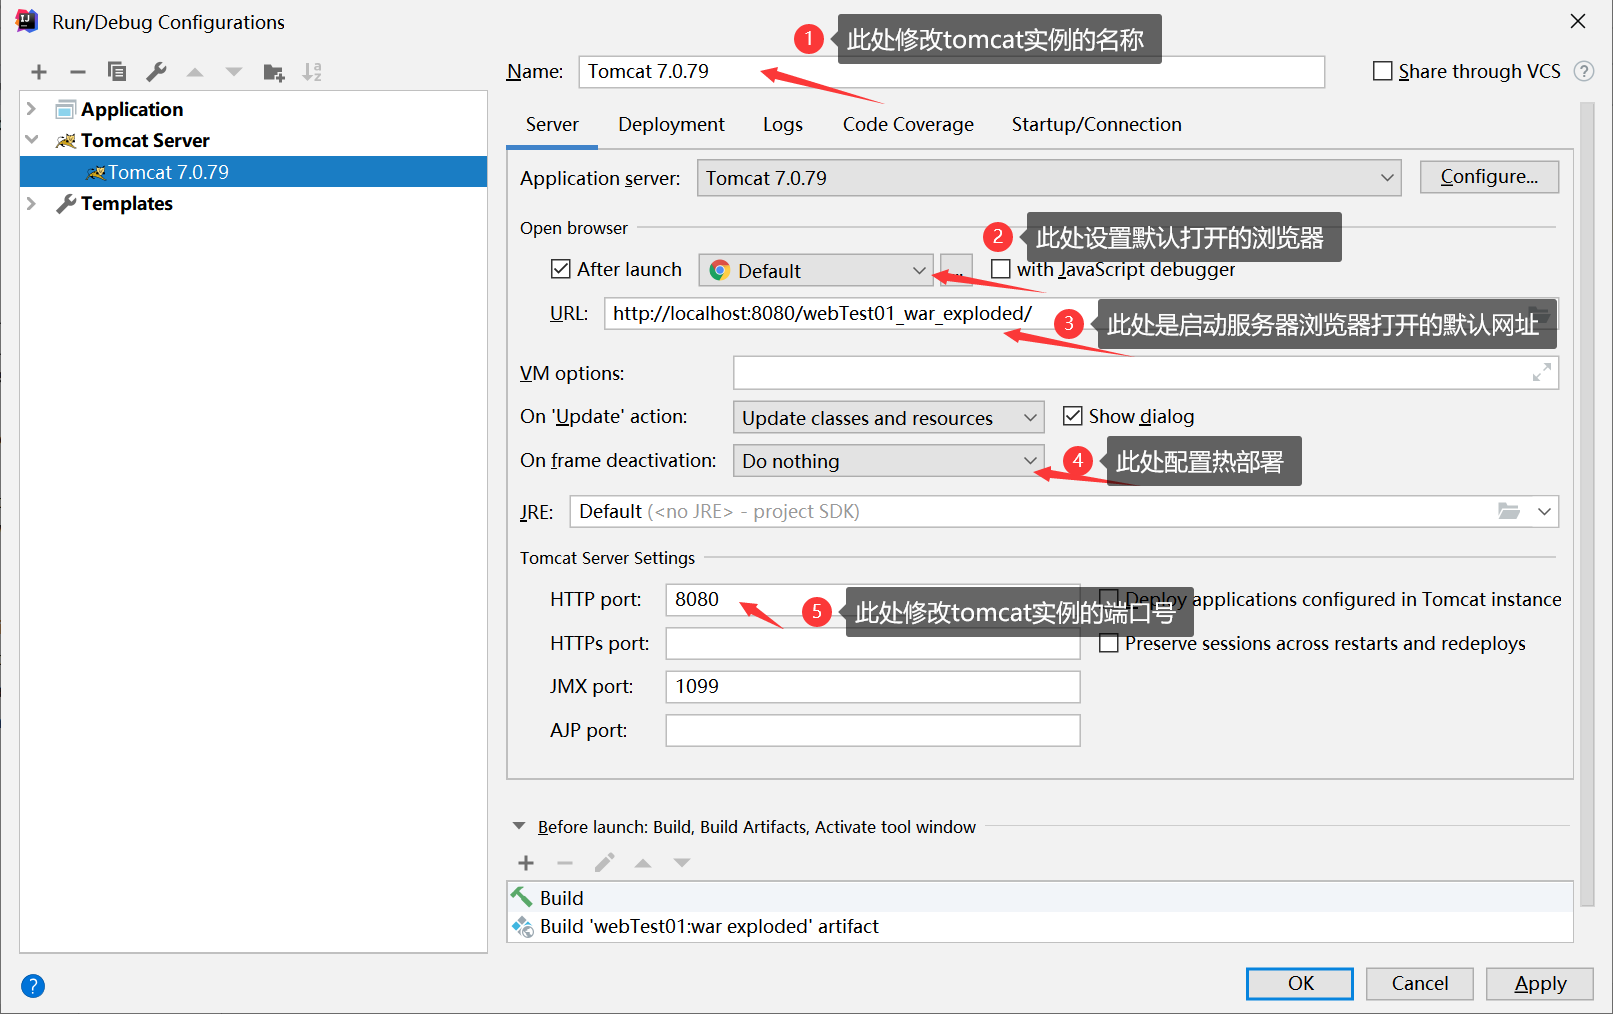 Run/Debug Configurations
1 此处修改tomcat实例的名称
Name: Tomcat 7.0.79
Share through VCS ?
Application
Tomcat Server
Tomcat 7.0.79
Templates
Server Deployment Logs Code Coverage Startup/Connection
Application server: Tomcat 7.0.79 Configure...
Open browser
2 此处设置默认打开的浏览器
After launch Default ... with JavaScript debugger
URL: http://localhost:8080/webTest01_war_exploded/
3 此处是启动服务器浏览器打开的默认网址
VM options:
On 'Update' action: Update classes and resources Show dialog
On frame deactivation: Do nothing
4 此处配置热部署
JRE: Default (<no JRE> - project SDK)
Tomcat Server Settings
HTTP port: 8080 Deploy applications configured in Tomcat instance
5 此处修改tomcat实例的端口号
HTTPs port: Preserve sessions across restarts and redeploys
JMX port: 1099
AJP port:
Before launch: Build, Build Artifacts, Activate tool window
Build
Build 'webTest01:war exploded' artifact
? OK Cancel Apply